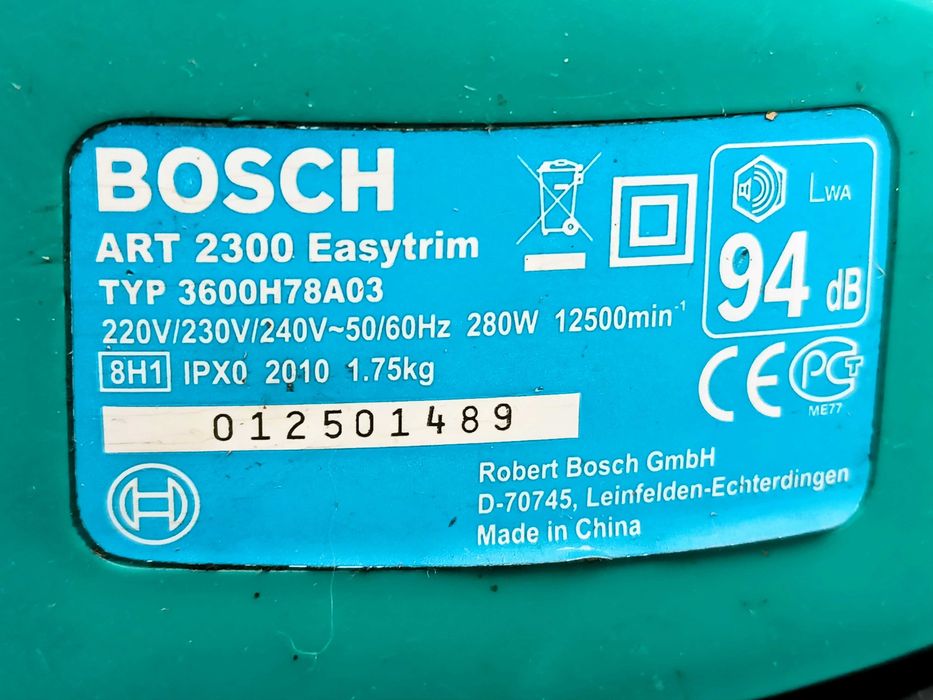 BOSCH
ART 2300 Easytrim
TYP 3600H78A03
220V/230V/240V~50/60Hz 280W 12500min⁻¹
8H1 IPX0 2010 1.75kg
012501489
LWA
94 dB
CE PCT
ME77
Robert Bosch GmbH
D-70745, Leinfelden-Echterdingen
Made in China